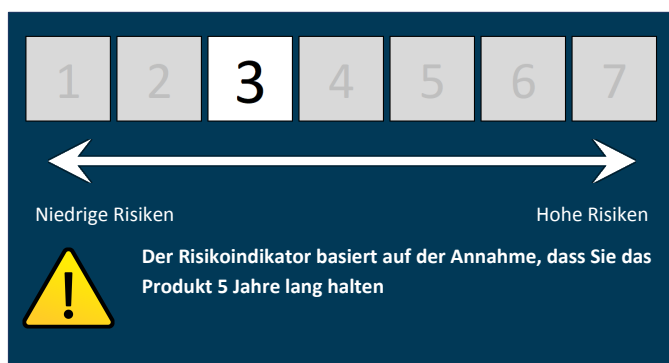 1 2 3 4 5 6 7
Niedrige Risiken Hohe Risiken
Der Risikoindikator basiert auf der Annahme, dass Sie das
Produkt 5 Jahre lang halten